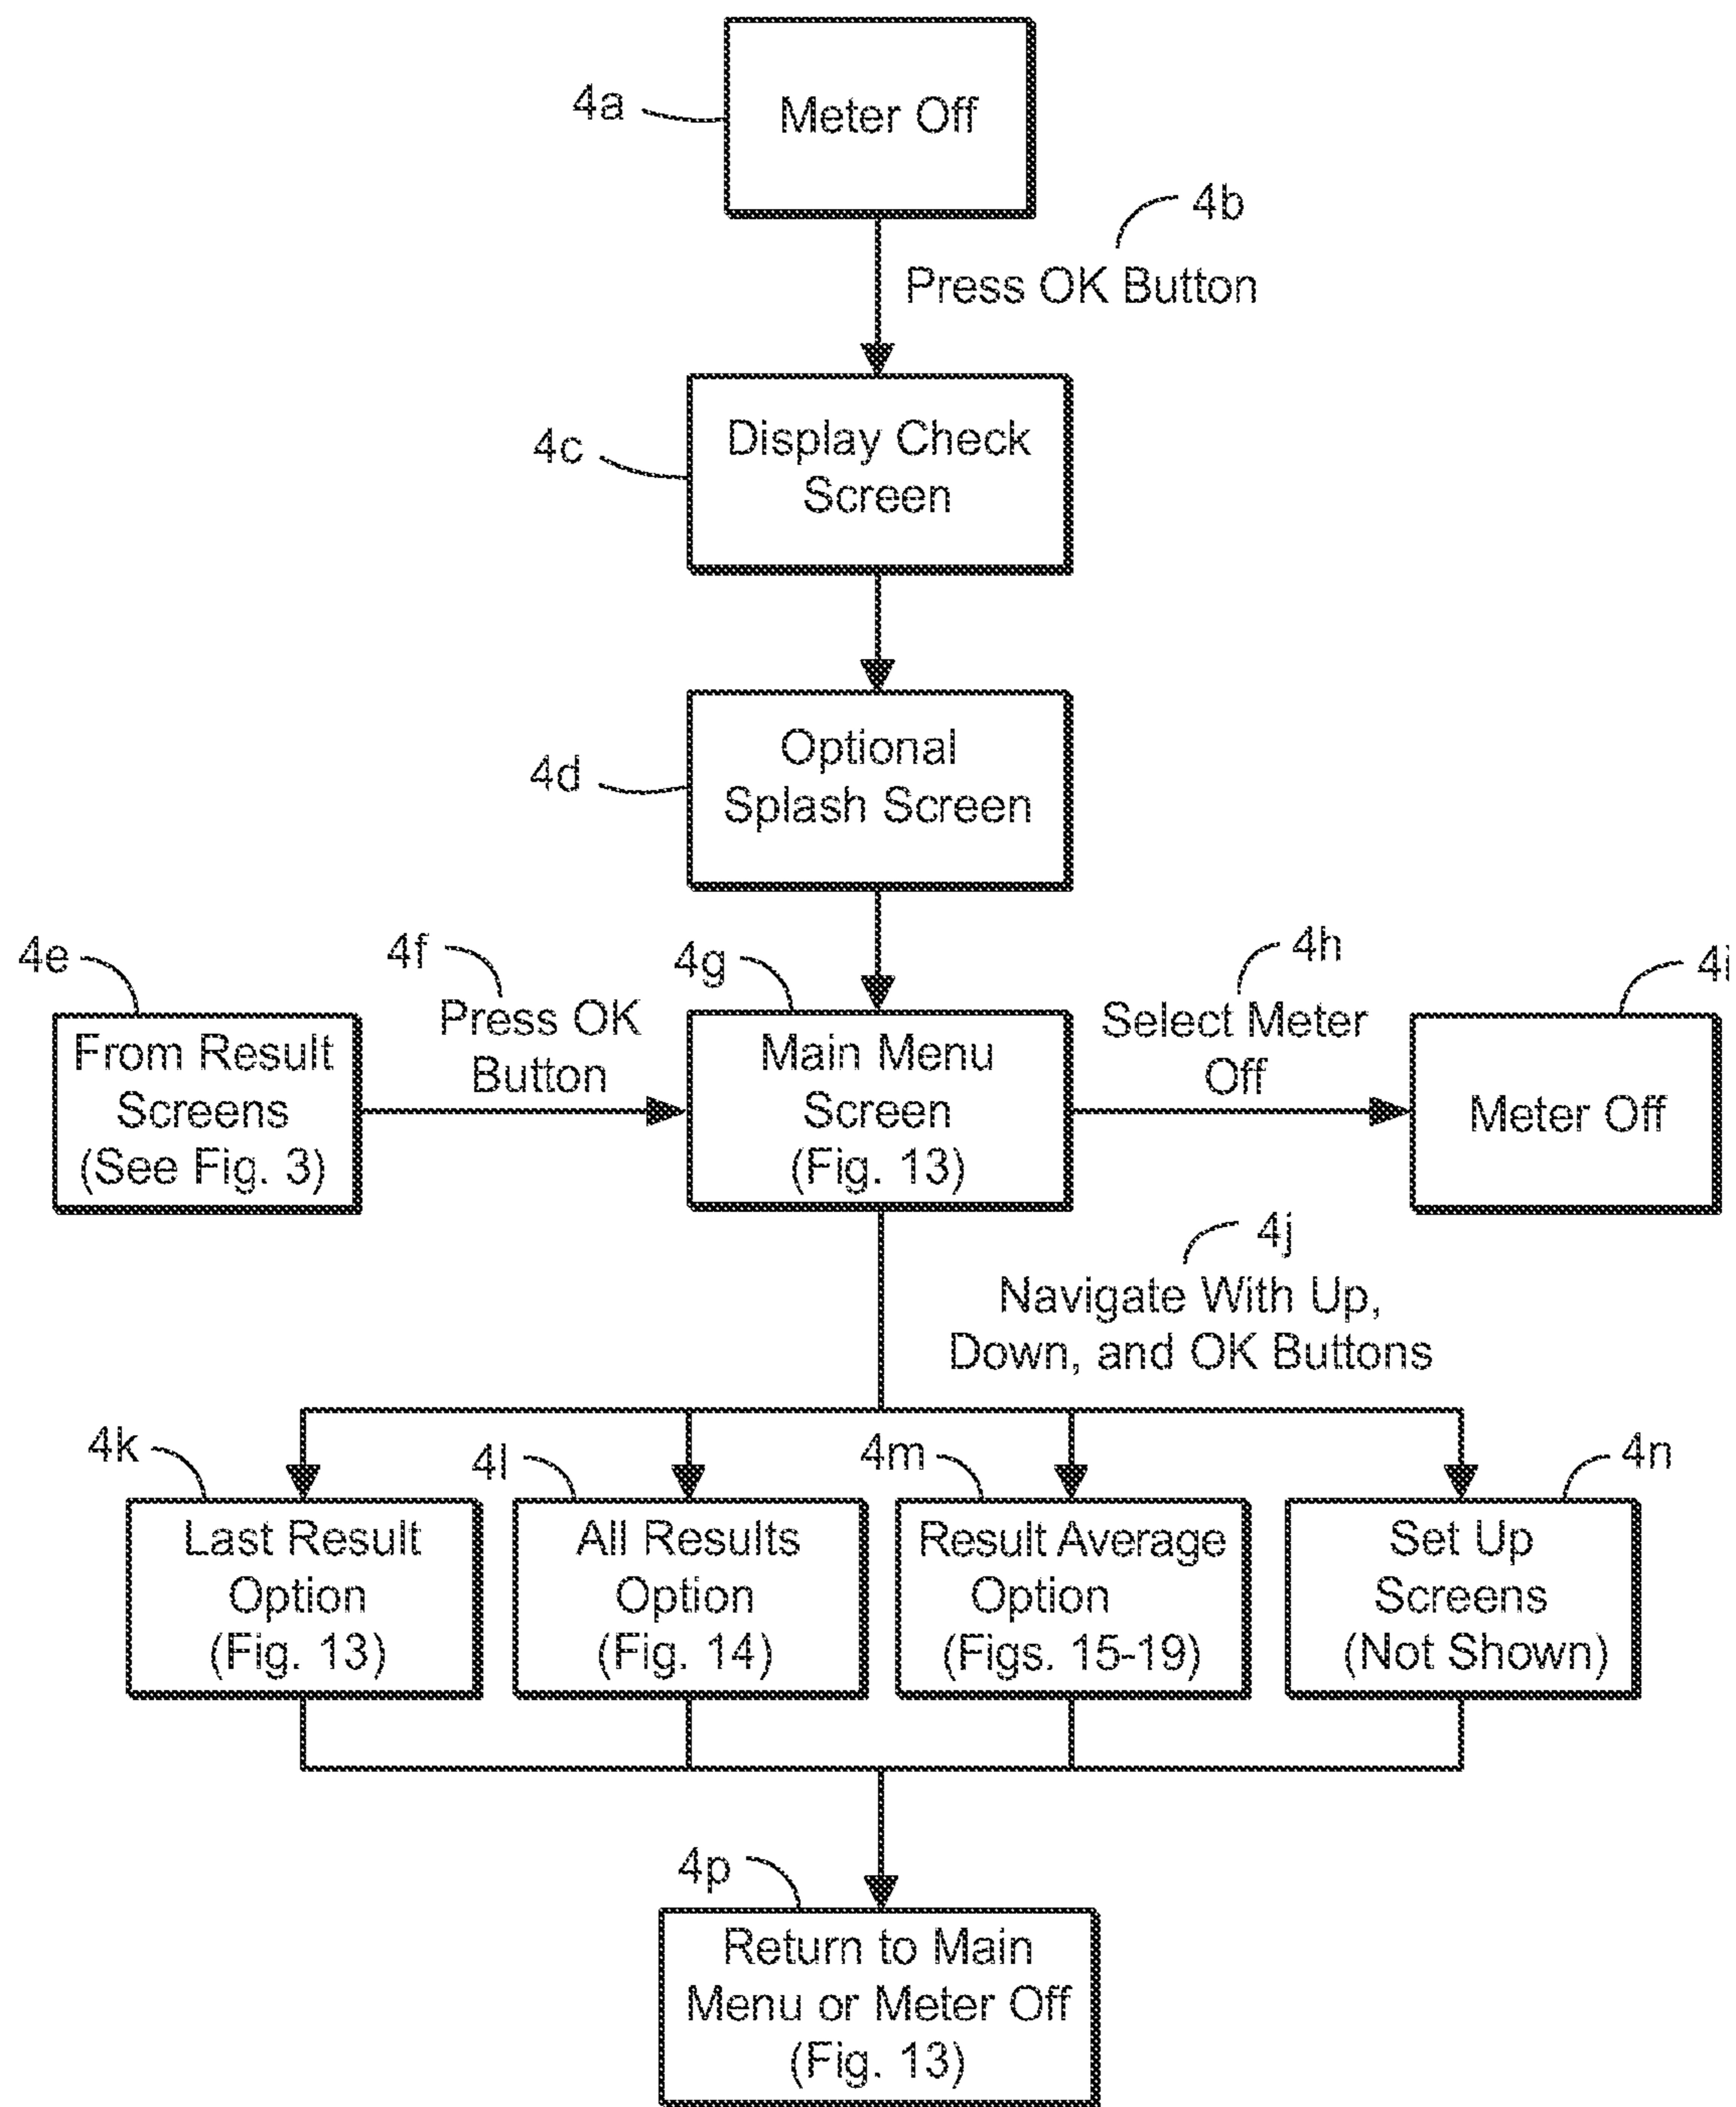 4a
Meter Off
4b
Press OK Button
4c
Display Check
Screen
4d
Optional
Splash Screen
4e
From Result
Screens
(See Fig. 3)
4f
Press OK
Button
4g
Main Menu
Screen
(Fig. 13)
4h
Select Meter
Off
4i
Meter Off
4j
Navigate With Up,
Down, and OK Buttons
4k
Last Result
Option
(Fig. 13)
4l
All Results
Option
(Fig. 14)
4m
Result Average
Option
(Figs. 15-19)
4n
Set Up
Screens
(Not Shown)
4p
Return to Main
Menu or Meter Off
(Fig. 13)